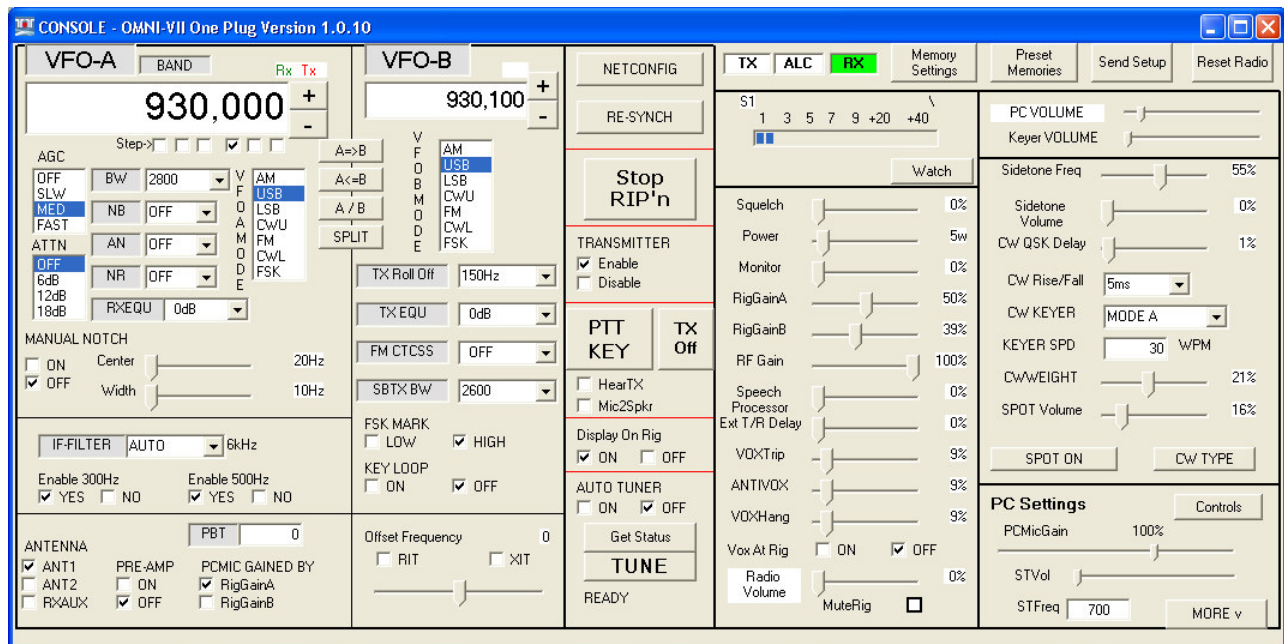 CONSOLE - OMNI-VII One Plug Version 1.0.10
VFO-A BAND Rx Tx
930,000 + -
Step->
AGC
OFF
SLW
MED
FAST
ATTN
OFF
6dB
12dB
18dB
BW 2800
NB OFF
AN OFF
NR OFF
RXEQU 0dB
VFO A MODE
AM
USB
LSB
CWU
FM
CWL
FSK
MANUAL NOTCH
ON Center 20Hz
OFF Width 10Hz
IF-FILTER AUTO 6kHz
Enable 300Hz Enable 500Hz
YES NO YES NO
PBT 0
ANTENNA
ANT1
ANT2
RXAUX
PRE-AMP
ON
OFF
PCMIC GAINED BY
RigGainA
RigGainB
A=>B
A<=B
A / B
SPLIT
VFO-B
930,100 + -
VFO B MODE
AM
USB
LSB
CWU
FM
CWL
FSK
TX Roll Off 150Hz
TX EQU 0dB
FM CTCSS OFF
SBTX BW 2600
FSK MARK
LOW HIGH
KEY LOOP
ON OFF
Offset Frequency 0
RIT XIT
NETCONFIG
RE-SYNCH
Stop
RIP'n
TRANSMITTER
Enable
Disable
PTT
KEY
TX
Off
HearTX
Mic2Spkr
Display On Rig
ON OFF
AUTO TUNER
ON OFF
Get Status
TUNE
READY
TX ALC RX
Memory
Settings
Preset
Memories
Send Setup
Reset Radio
S1 \
1 3 5 7 9 +20 +40
Watch
Squelch 0%
Power 5w
Monitor 0%
RigGainA 50%
RigGainB 39%
RF Gain 100%
Speech
Processor
0%
Ext T/R Delay 0%
VOXTrip 9%
ANTIVOX 9%
VOXHang 9%
Vox At Rig ON OFF
Radio
Volume
0%
MuteRig
PC VOLUME
Keyer VOLUME
Sidetone Freq 55%
Sidetone
Volume
0%
CW QSK Delay 1%
CW Rise/Fall 5ms
CW KEYER MODE A
KEYER SPD 30 WPM
CWWEIGHT 21%
SPOT Volume 16%
SPOT ON CW TYPE
PC Settings Controls
PCMicGain 100%
STVol
STFreq 700
MORE v